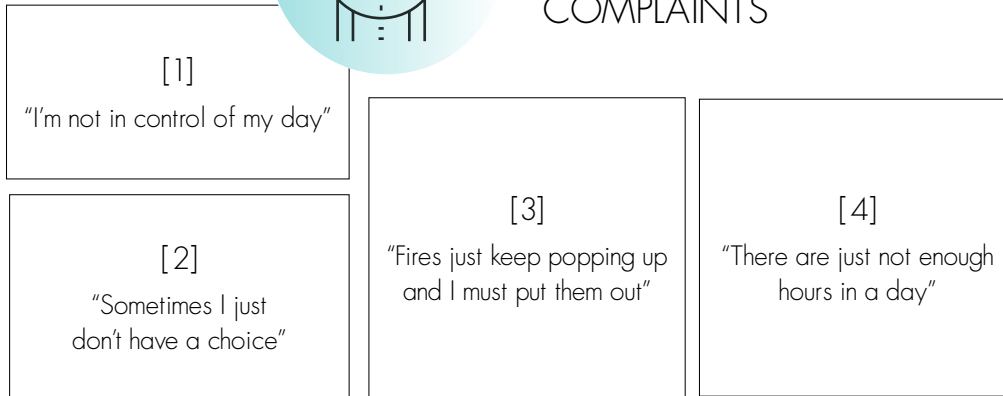 COMPLAINTS
[1]
“I’m not in control of my day”
[2]
“Sometimes I just
don’t have a choice”
[3]
“Fires just keep popping up
and I must put them out”
[4]
“There are just not enough
hours in a day”